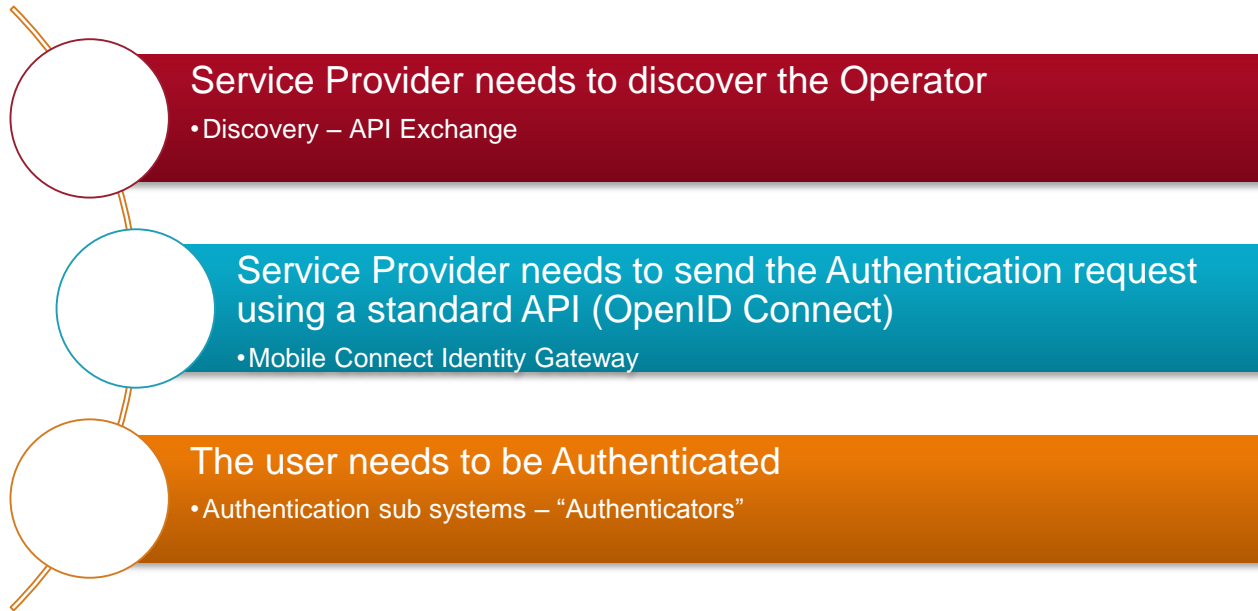 Service Provider needs to discover the Operator
•Discovery – API Exchange
Service Provider needs to send the Authentication request
using a standard API (OpenID Connect)
•Mobile Connect Identity Gateway
The user needs to be Authenticated
•Authentication sub systems – “Authenticators”